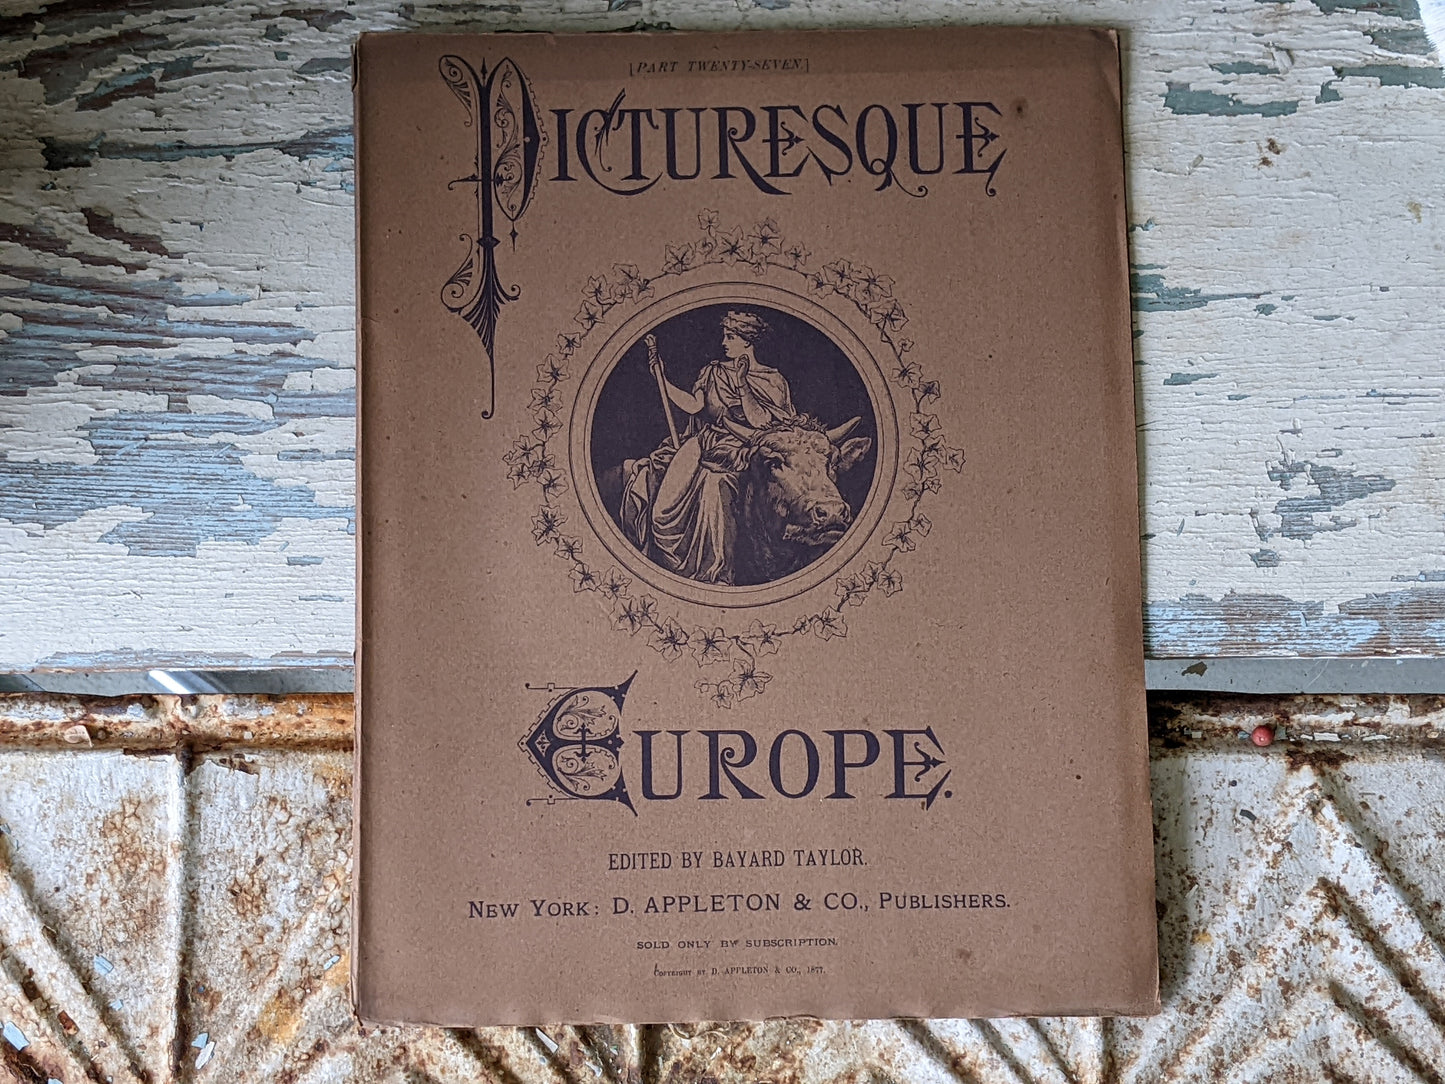 [PART TWENTY-SEVEN.]
PICTURESQUE
EUROPE.
EDITED BY BAYARD TAYLOR.
NEW YORK: D. APPLETON & CO., PUBLISHERS.
SOLD ONLY BY SUBSCRIPTION.
COPYRIGHT BY D. APPLETON & CO., 1877.